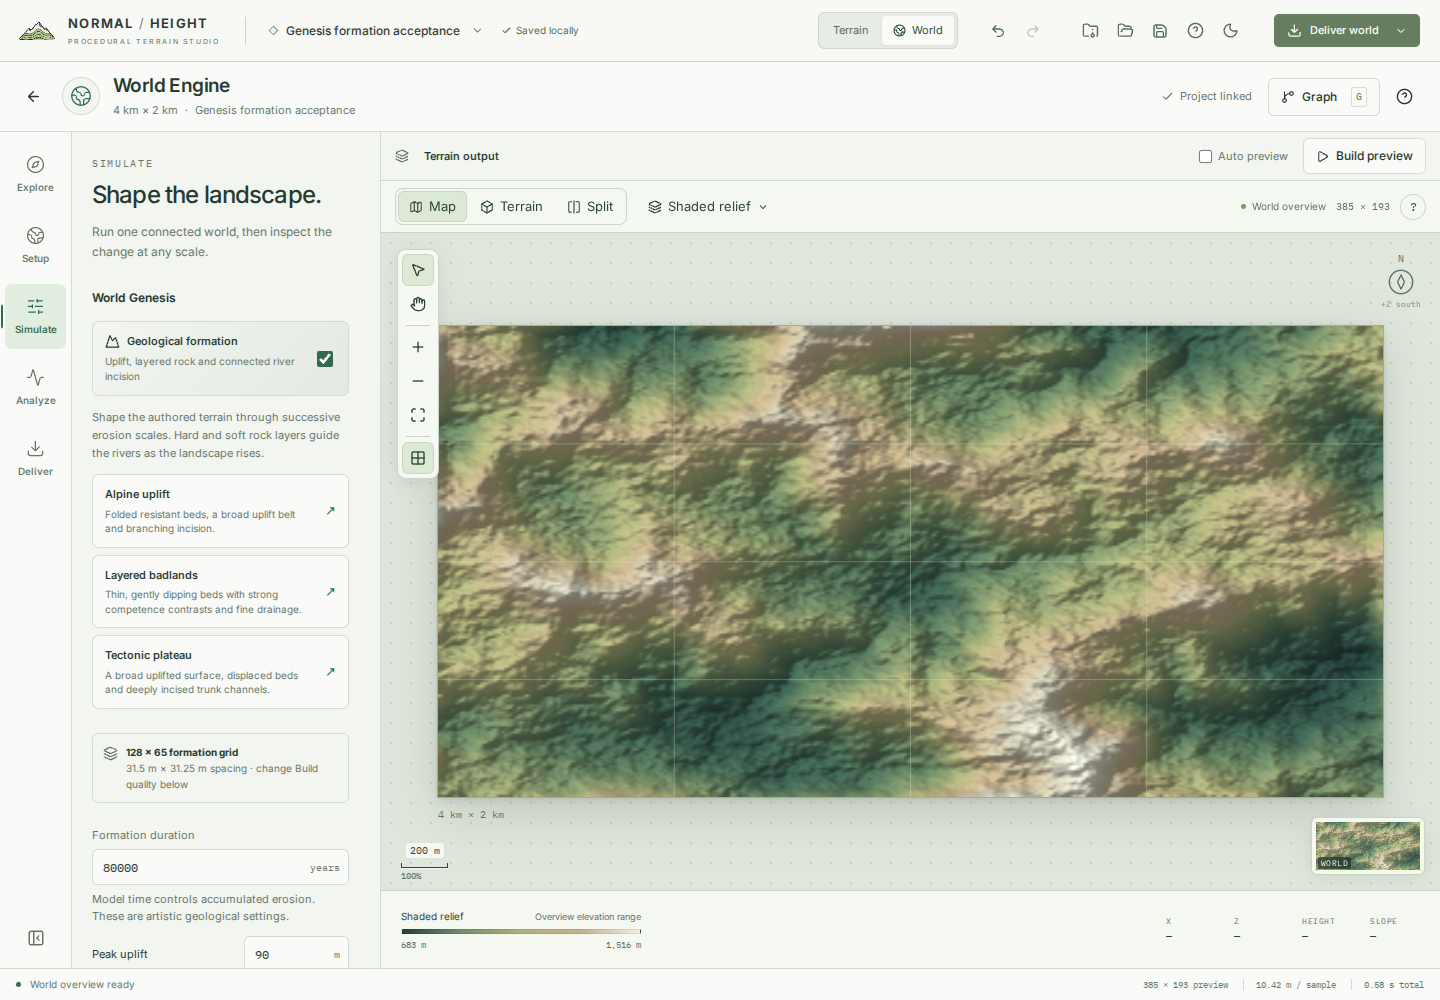 NORMAL / HEIGHT
PROCEDURAL TERRAIN STUDIO
Genesis formation acceptance
Saved locally
Terrain
World
Deliver world
World Engine
4 km × 2 km · Genesis formation acceptance
Project linked
Graph
G
Explore
Setup
Simulate
Analyze
Deliver
SIMULATE
Shape the landscape.
Run one connected world, then inspect the
change at any scale.
World Genesis
Geological formation
Uplift, layered rock and connected river
incision
Shape the authored terrain through successive
erosion scales. Hard and soft rock layers guide
the rivers as the landscape rises.
Alpine uplift
Folded resistant beds, a broad uplift belt
and branching incision.
Layered badlands
Thin, gently dipping beds with strong
competence contrasts and fine drainage.
Tectonic plateau
A broad uplifted surface, displaced beds
and deeply incised trunk channels.
128 × 65 formation grid
31.5 m × 31.25 m spacing · change Build
quality below
Formation duration
80000 years
Model time controls accumulated erosion.
These are artistic geological settings.
Peak uplift
90 m
Terrain output
Auto preview
Build preview
Map
Terrain
Split
Shaded relief
World overview 385 × 193
?
N
+Z south
4 km × 2 km
200 m
100%
WORLD
Shaded relief
Overview elevation range
683 m
1,516 m
X
Z
HEIGHT
SLOPE
—
—
—
—
World overview ready
385 × 193 preview
10.42 m / sample
0.58 s total